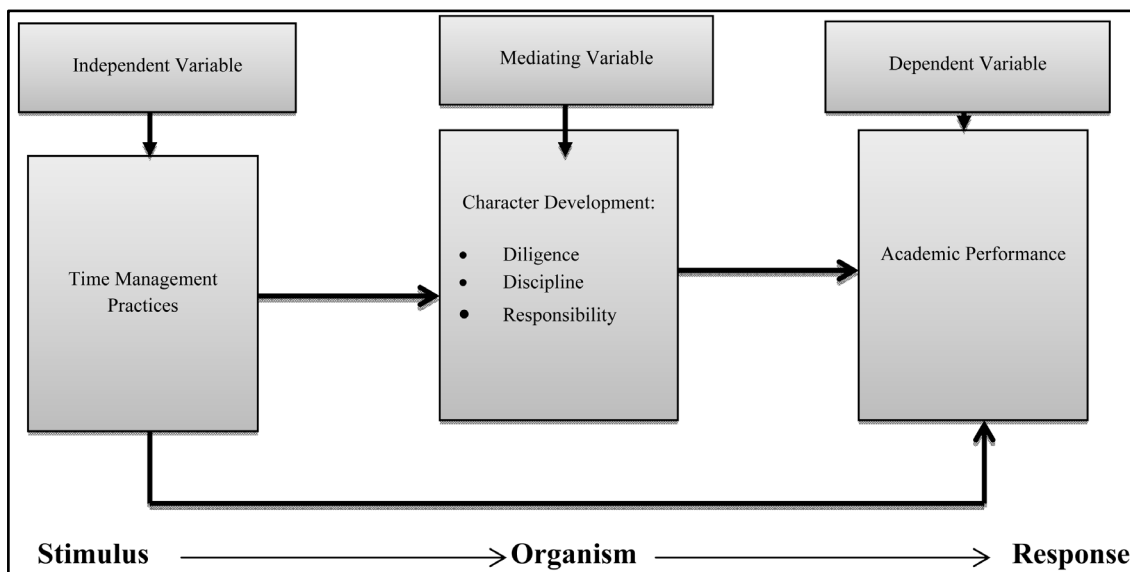 Independent Variable
Mediating Variable
Dependent Variable
Time Management
Practices
Character Development:
• Diligence
• Discipline
• Responsibility
Academic Performance
Stimulus
Organism
Response